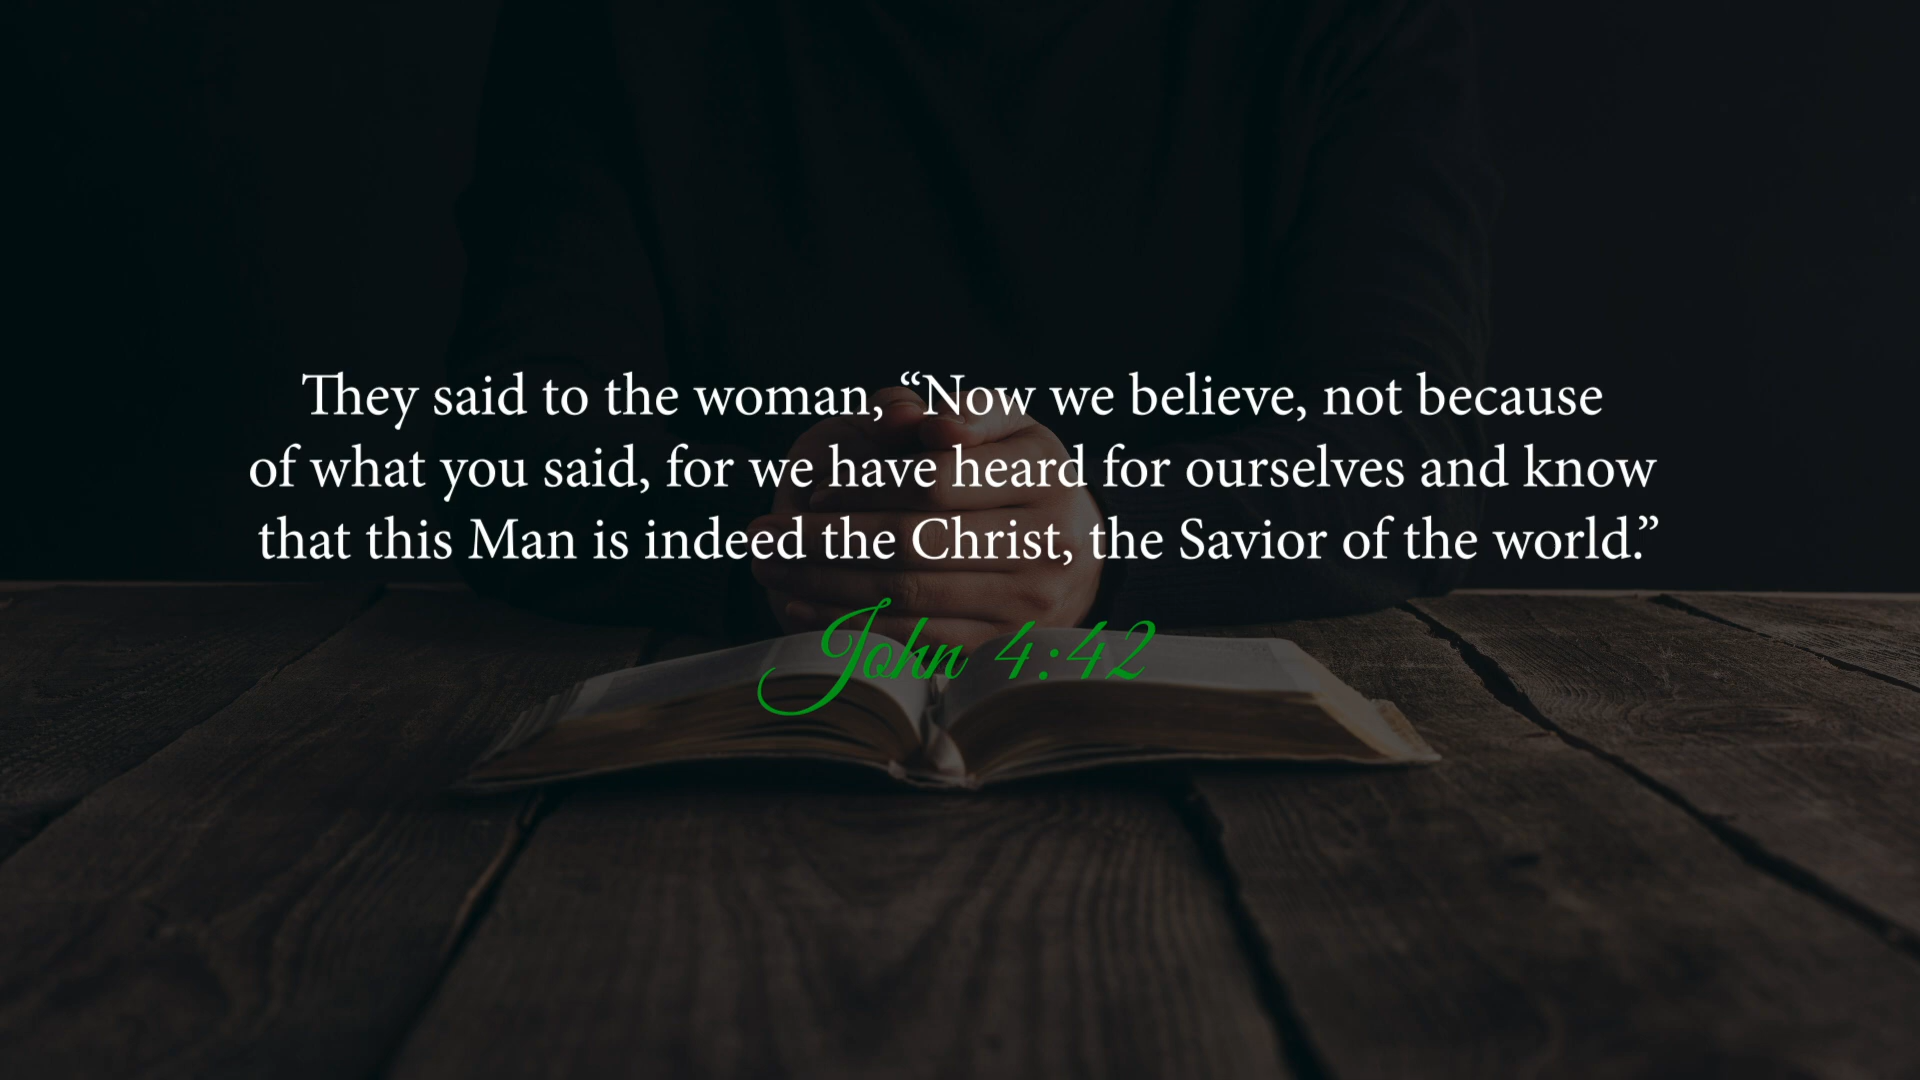 They said to the woman, “Now we believe, not because
of what you said, for we have heard for ourselves and know
that this Man is indeed the Christ, the Savior of the world.”
John 4:42